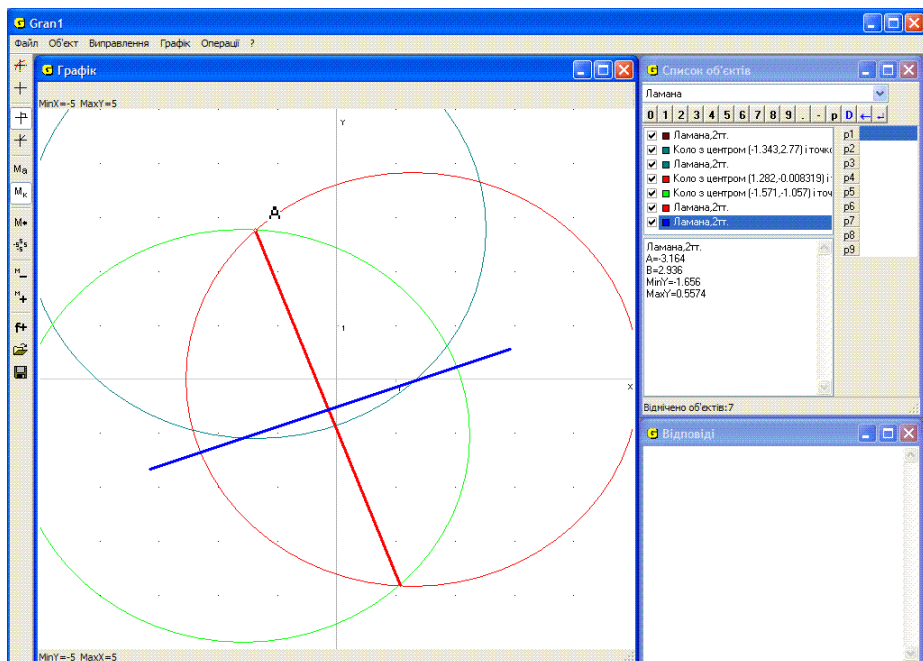 Gran1
Файл Об'єкт Виправлення Графік Операції ?
Графік
MinX=-5 MaxY=5
Y
A
1
X
MinY=-5 MaxX=5
Ma
Mк
M*
M
M+
f+
Список об'єктів
Ламана
0 1 2 3 4 5 6 7 8 9 . - p D ← ↵
Ламана,2тт.
Коло з центром (-1.343,2.77) і точко
Ламана,2тт.
Коло з центром (1.282,-0.008319) і т
Коло з центром (-1.571,-1.057) і точ
Ламана,2тт.
Ламана,2тт.
p1
p2
p3
p4
p5
p6
p7
p8
p9
Ламана,2тт.
A=-3.164
B=2.936
MinY=-1.656
MaxY=0.5574
Відмічено об'єктів:7
Відповіді